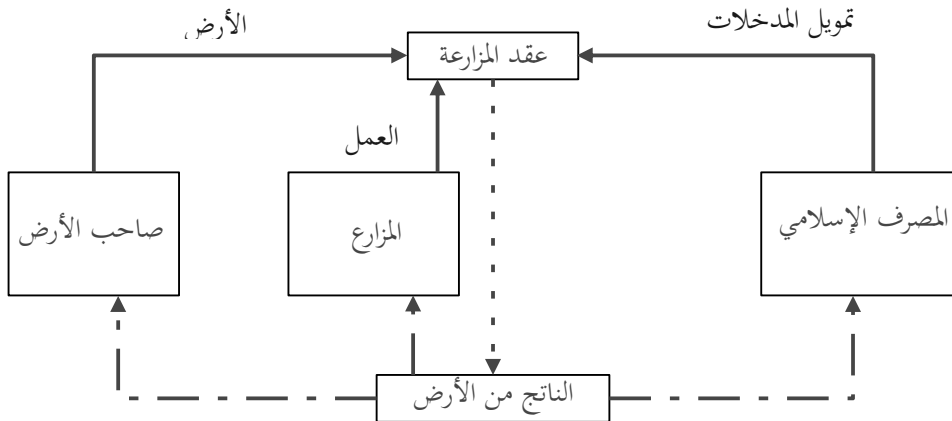 تمويل المدخلات
الأرض
عقد المزارعة
العمل
المصرف الإسلامي
المزارع
صاحب الأرض
الناتج من الأرض